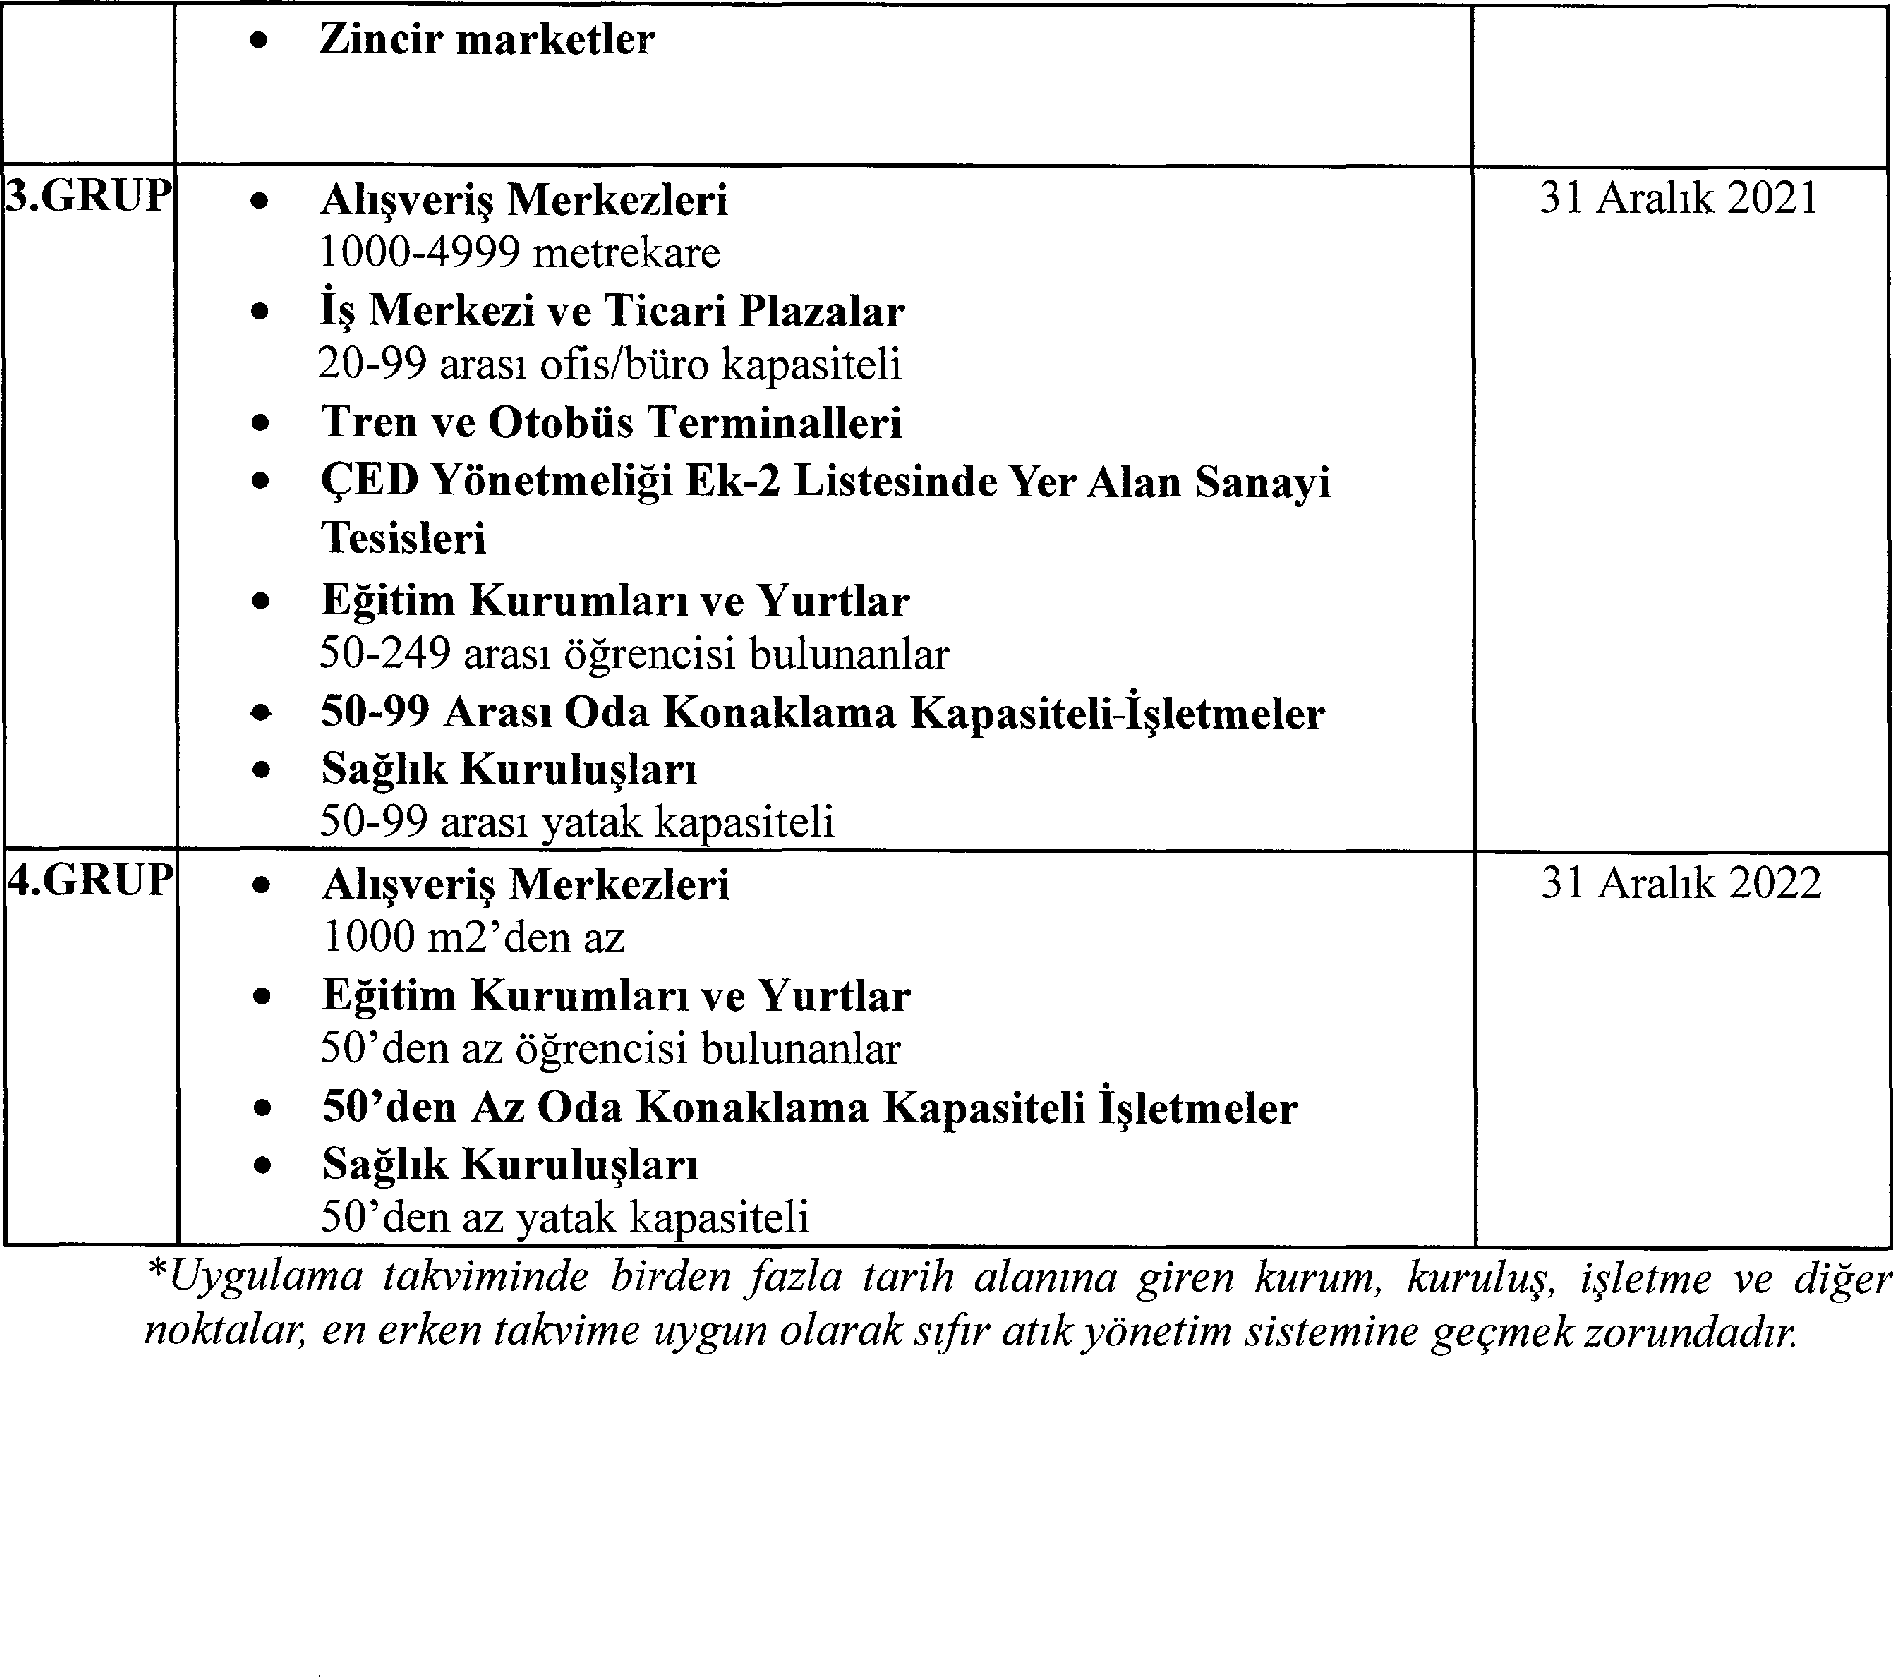 • Zincir marketler
3.GRUP • Alışveriş Merkezleri 31 Aralık 2021
1000-4999 metrekare
• İş Merkezi ve Ticari Plazalar
20-99 arası ofis/büro kapasiteli
• Tren ve Otobüs Terminalleri
• ÇED Yönetmeliği Ek-2 Listesinde Yer Alan Sanayi
Tesisleri
• Eğitim Kurumları ve Yurtlar
50-249 arası öğrencisi bulunanlar
• 50-99 Arası Oda Konaklama Kapasiteli-İşletmeler
• Sağlık Kuruluşları
50-99 arası yatak kapasiteli
4.GRUP • Alışveriş Merkezleri 31 Aralık 2022
1000 m2’den az
• Eğitim Kurumları ve Yurtlar
50’den az öğrencisi bulunanlar
• 50’den Az Oda Konaklama Kapasiteli İşletmeler
• Sağlık Kuruluşları
50’den az yatak kapasiteli
*Uygulama takviminde birden fazla tarih alanına giren kurum, kuruluş, işletme ve diğer
noktalar, en erken takvime uygun olarak sıfır atık yönetim sistemine geçmek zorundadır.